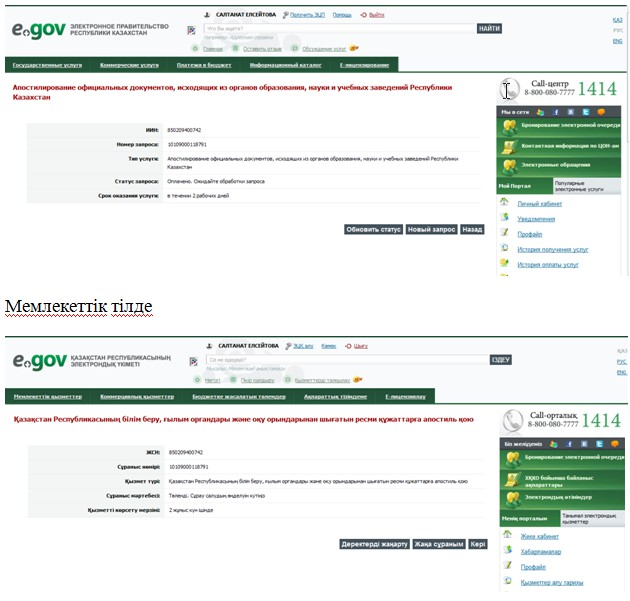 САЛТАНАТ ЕЛСЕЙТОВА Получить ЭЦП Помощь Выйти
e.gov ЭЛЕКТРОННОЕ ПРАВИТЕЛЬСТВО
РЕСПУБЛИКИ КАЗАХСТАН
Что Вы ищете? НАЙТИ
ҚАЗ
РУС
ENG
Главная Оставить отзыв Обсуждение услуг
Государственные услуги Коммерческие услуги Платежи в бюджет Информационный каталог Е-лицензирование
Апостилирование официальных документов, исходящих из органов образования, науки и учебных заведений Республики
Казахстан
ИИН: 850209400742
Номер запроса: 10109000118791
Тип услуги: Апостилирование официальных документов, исходящих из органов образования, науки и учебных заведений Республики
Казахстан
Статус запроса: Оплачено. Ожидайте обработки запроса
Срок оказания услуги: в течении 2 рабочих дней
Обновить статус Новый запрос Назад
Call-центр
8-800-080-7777 1414
Мы в сети
Бронирование электронной очереди
Контактная информация по ЦОН-ам
Электронные обращения
Мой Портал Популярные
электронные услуги
Личный кабинет
Уведомления
Профайл
История получения услуг
История оплаты услуг
Мемлекеттік тілде
САЛТАНАТ ЕЛСЕЙТОВА ЭЦҚ алу Көмек Шығу
e.gov ҚАЗАҚСТАН РЕСПУБЛИКАСЫНЫҢ
ЭЛЕКТРОНДЫҚ ҮКІМЕТІ
Сіз не іздейсіз? ІЗДЕУ
ҚАЗ
РУС
ENG
Негізгі Пікір қалдыру Қызметтерді талқылау
Мемлекеттік қызметтер Коммерциялық қызметтер Бюджетке жасалатын төлемдер Ақпараттық тізілімдеме Е-лицензиялау
Қазақстан Республикасының білім беру, ғылым органдары және оқу орындарынан шығатын ресми құжаттарға апостиль қою
ЖСН: 850209400742
Сұраныс нөмірі: 10109000118791
Қызмет түрі: Қазақстан Республикасының білім беру, ғылым органдары және оқу орындарынан шығатын ресми құжаттарға апостиль қою
Сұраныс мәртебесі: Төленді. Сұрау салудың өңделуін күтіңіз
Қызметті көрсету мерзімі: 2 жұмыс күн ішінде
Деректерді жаңарту Жаңа сұраным Кері
Call-орталық
8-800-080-7777 1414
Біз желідеміз
Бронирование электронной очереди
ХҚКО бойынша байланыс
ақпараттары
Электрондық өтініштер
Менің порталым Танымал электрондық
қызметтер
Жеке кабинет
Хабарламалар
Профайл
Қызметтер алу тарихы